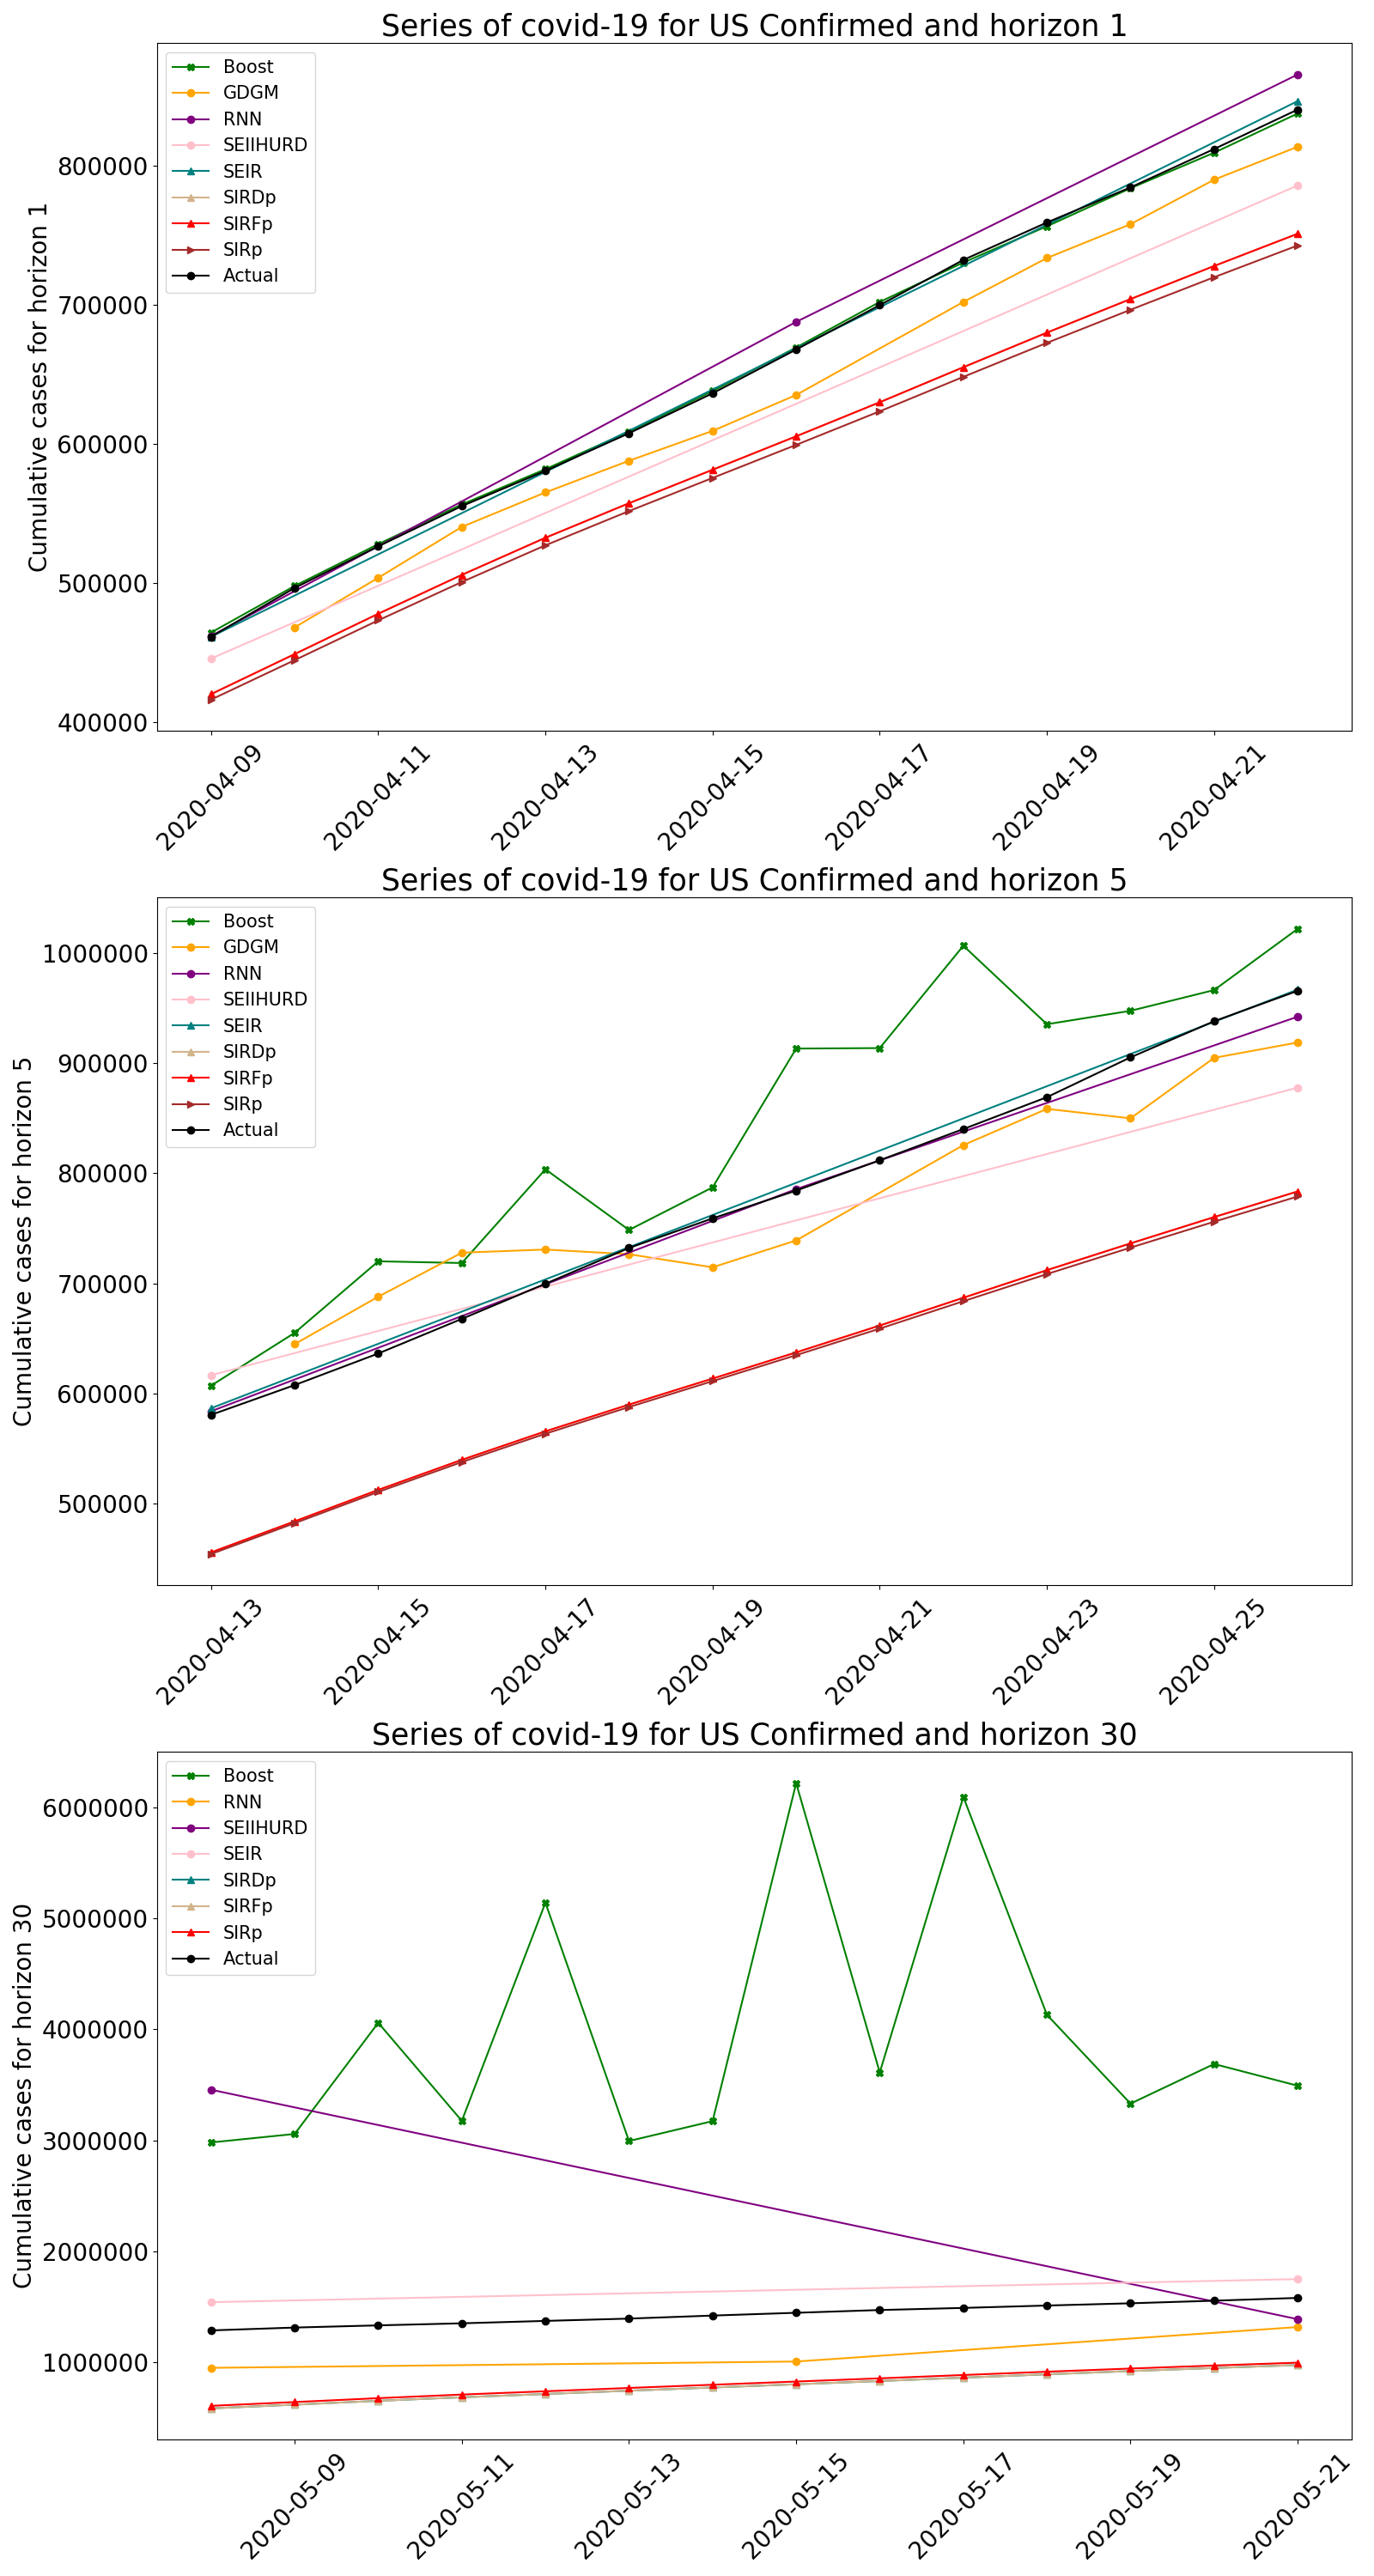 Series of covid-19 for US Confirmed and horizon 1
Cumulative cases for horizon 1
800000
700000
600000
500000
400000
Boost
GDGM
RNN
SEIIHURD
SEIR
SIRDp
SIRFp
SIRp
Actual
2020-04-09
2020-04-11
2020-04-13
2020-04-15
2020-04-17
2020-04-19
2020-04-21
Series of covid-19 for US Confirmed and horizon 5
Cumulative cases for horizon 5
1000000
900000
800000
700000
600000
500000
Boost
GDGM
RNN
SEIIHURD
SEIR
SIRDp
SIRFp
SIRp
Actual
2020-04-13
2020-04-15
2020-04-17
2020-04-19
2020-04-21
2020-04-23
2020-04-25
Series of covid-19 for US Confirmed and horizon 30
Cumulative cases for horizon 30
6000000
5000000
4000000
3000000
2000000
1000000
Boost
RNN
SEIIHURD
SEIR
SIRDp
SIRFp
SIRp
Actual
2020-05-09
2020-05-11
2020-05-13
2020-05-15
2020-05-17
2020-05-19
2020-05-21